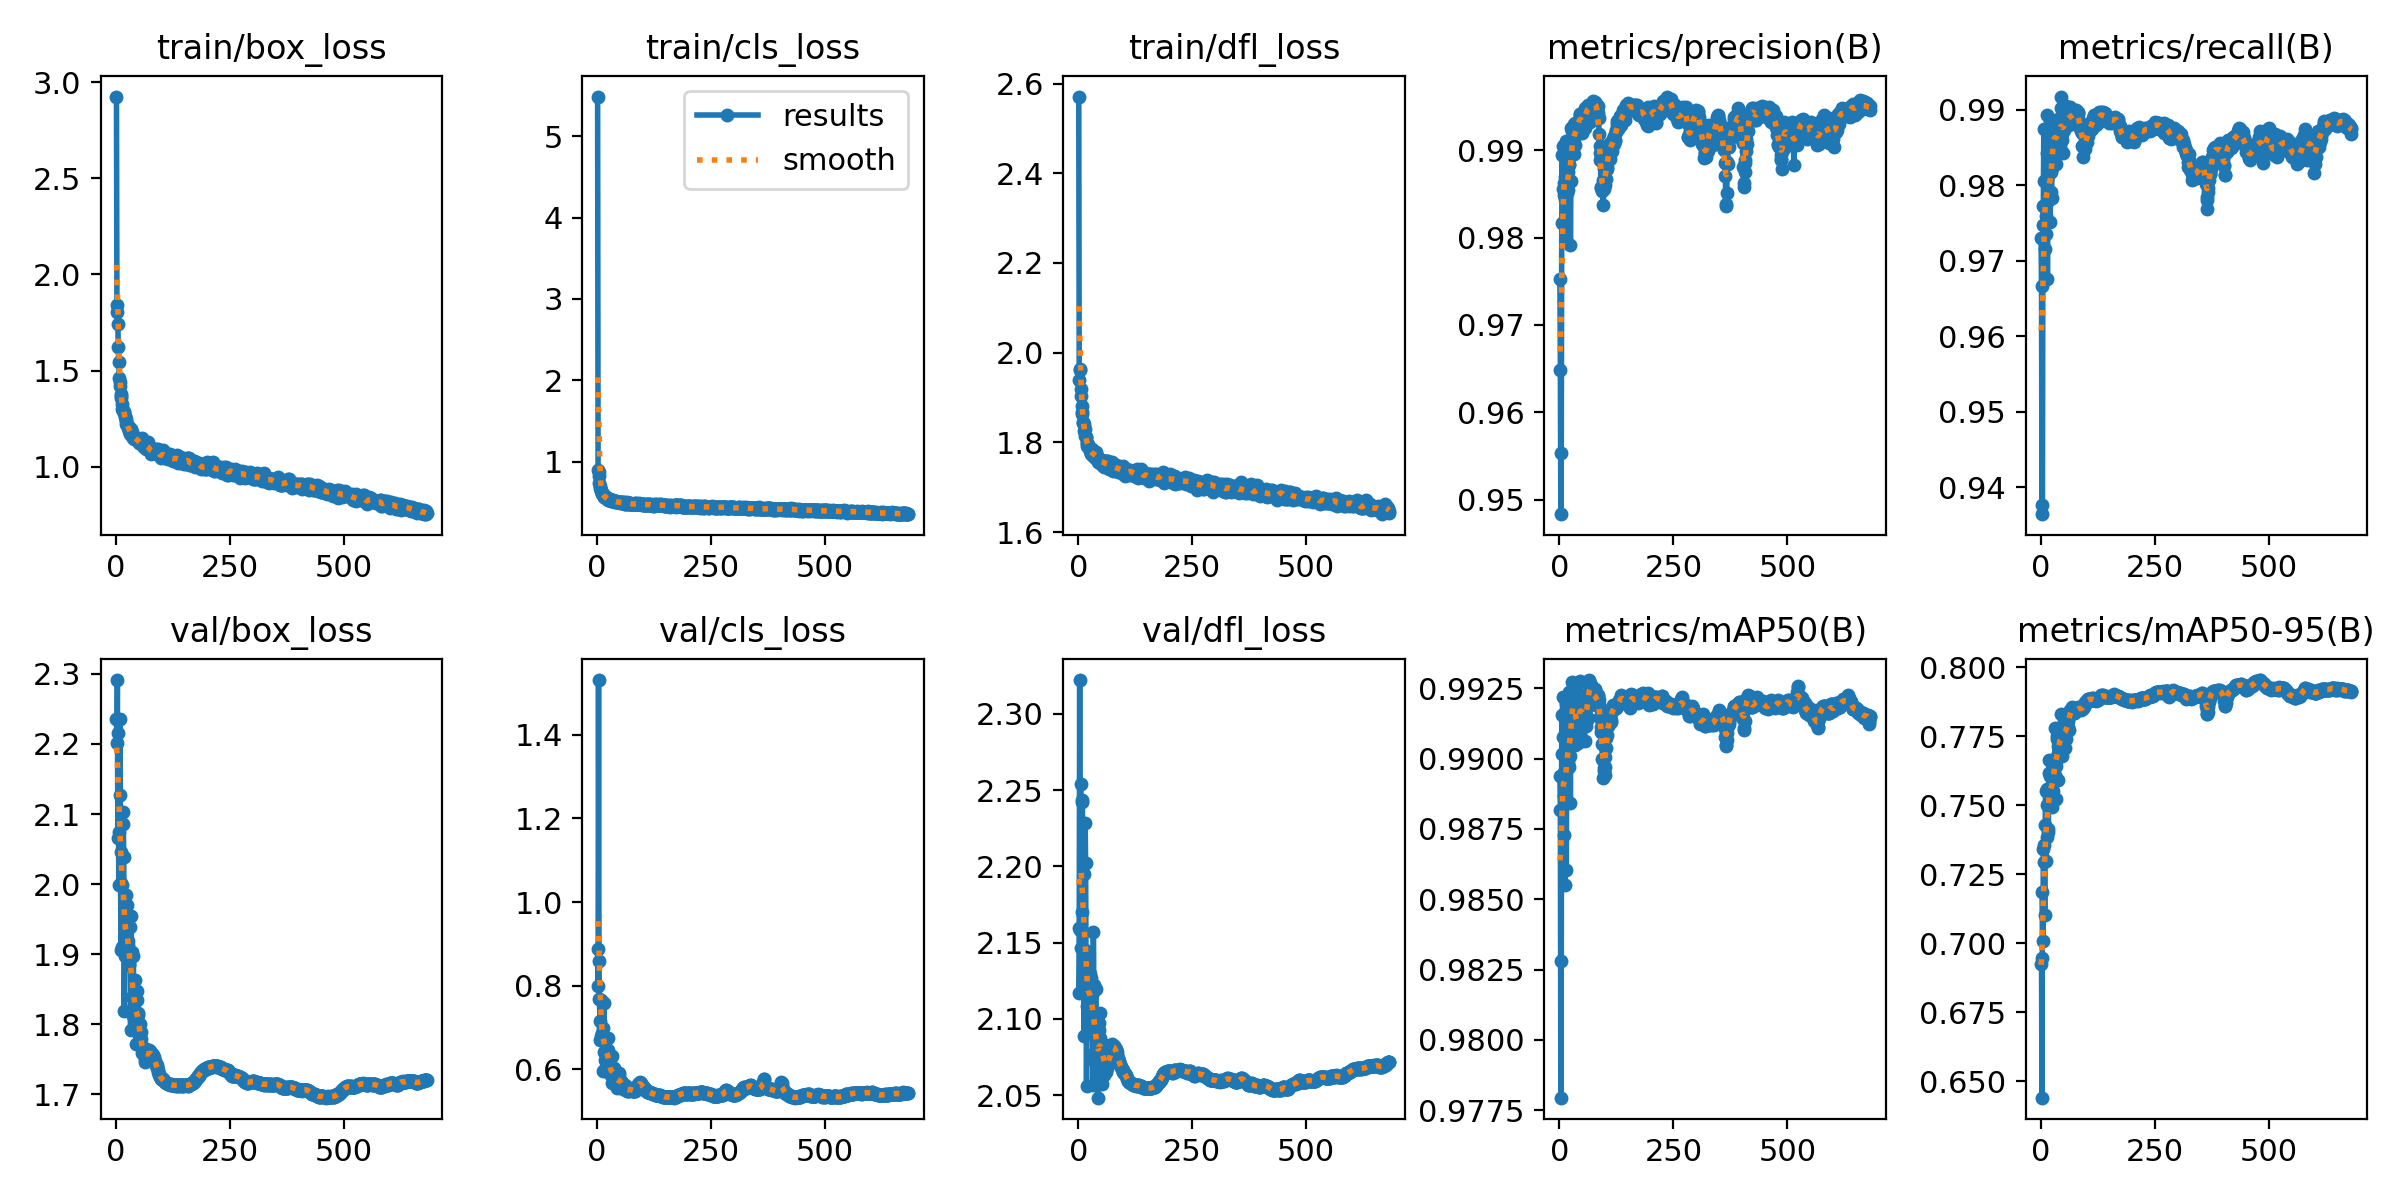 train/box_loss
3.0
2.5
2.0
1.5
1.0
0 250 500
train/cls_loss
results
smooth
5
4
3
2
1
0 250 500
train/dfl_loss
2.6
2.4
2.2
2.0
1.8
1.6
0 250 500
metrics/precision(B)
0.99
0.98
0.97
0.96
0.95
0 250 500
metrics/recall(B)
0.99
0.98
0.97
0.96
0.95
0.94
0 250 500
val/box_loss
2.3
2.2
2.1
2.0
1.9
1.8
1.7
0 250 500
val/cls_loss
1.4
1.2
1.0
0.8
0.6
0 250 500
val/dfl_loss
2.30
2.25
2.20
2.15
2.10
2.05
0 250 500
metrics/mAP50(B)
0.9925
0.9900
0.9875
0.9850
0.9825
0.9800
0.9775
0 250 500
metrics/mAP50-95(B)
0.800
0.775
0.750
0.725
0.700
0.675
0.650
0 250 500